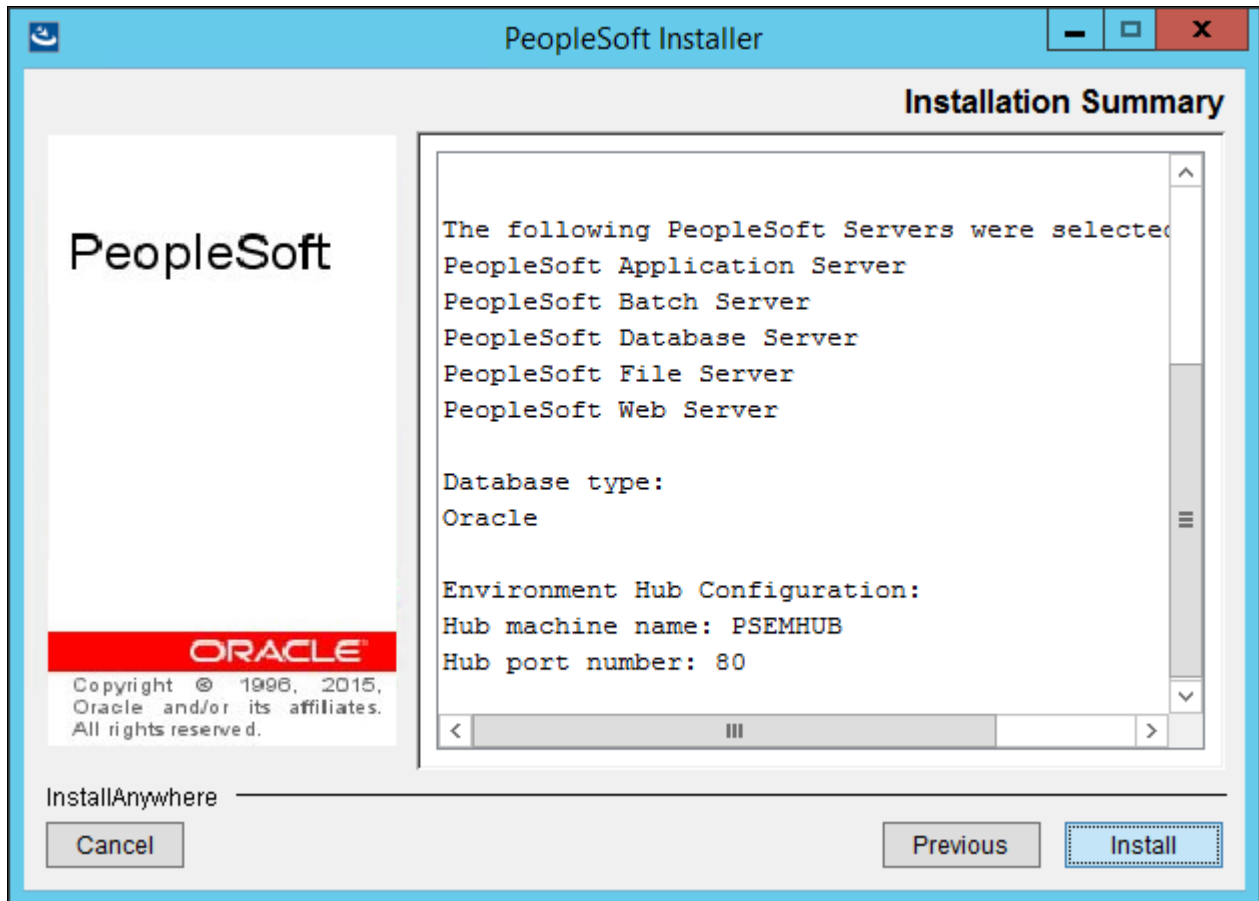 PeopleSoft Installer
Installation Summary
PeopleSoft
The following PeopleSoft Servers were selected
PeopleSoft Application Server
PeopleSoft Batch Server
PeopleSoft Database Server
PeopleSoft File Server
PeopleSoft Web Server
Database type:
Oracle
Environment Hub Configuration:
Hub machine name: PSEMHUB
Hub port number: 80
ORACLE
Copyright © 1996, 2015,
Oracle and/or its affiliates.
All rights reserved.
InstallAnywhere
Cancel
Previous
Install